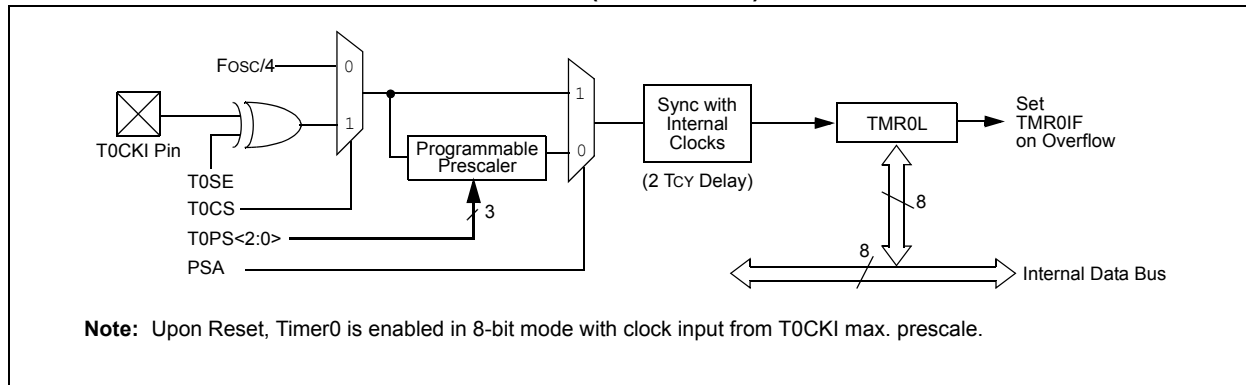 Fosc/4
0
1
T0CKI Pin
T0SE
T0CS
T0PS<2:0>
PSA
Programmable
Prescaler
3
1
0
Sync with
Internal
Clocks
(2 TCY Delay)
TMR0L
Set
TMR0IF
on Overflow
8
8
Internal Data Bus
Note: Upon Reset, Timer0 is enabled in 8-bit mode with clock input from T0CKI max. prescale.